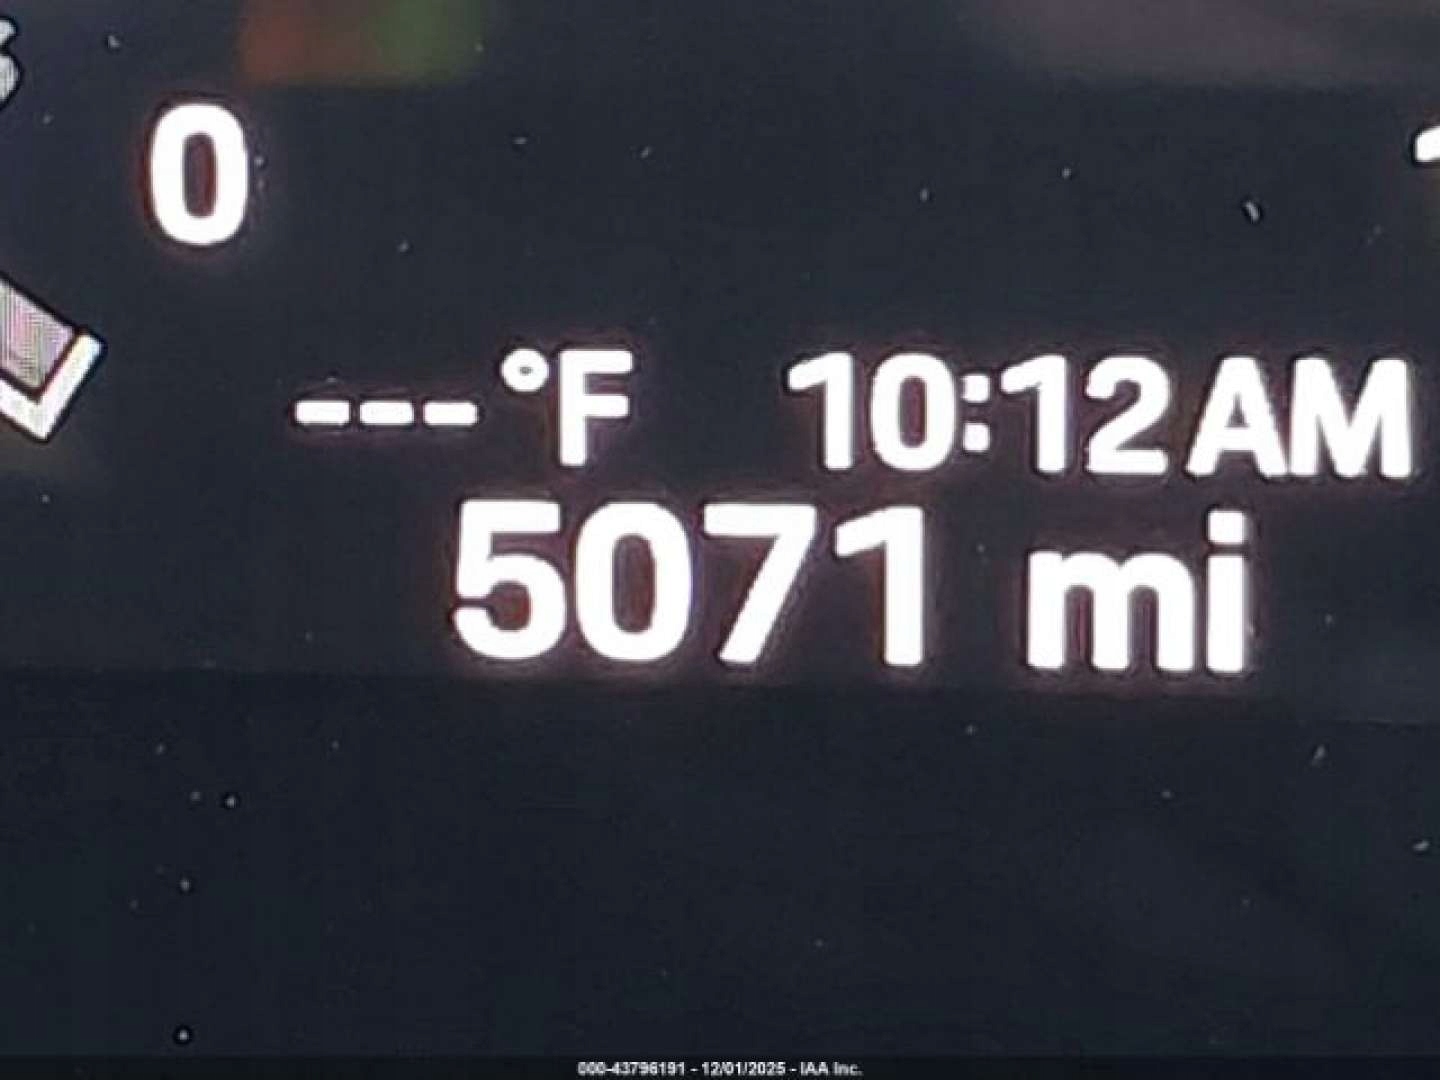 0
---°F 10:12AM
5071 mi
000-43796191 - 12/01/2025 - IAA Inc.